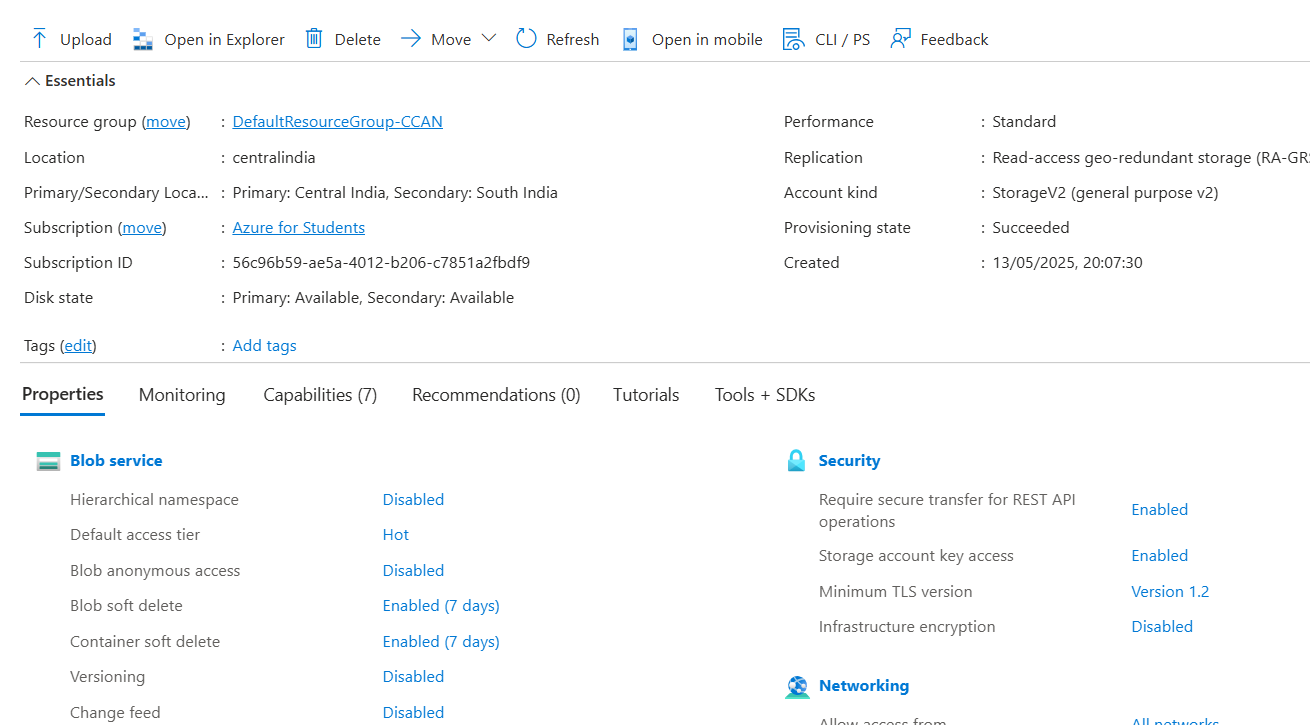 Upload Open in Explorer Delete Move Refresh Open in mobile CLI / PS Feedback
Essentials
Resource group (move) : DefaultResourceGroup-CCAN
Location : centralindia
Primary/Secondary Loca... : Primary: Central India, Secondary: South India
Subscription (move) : Azure for Students
Subscription ID : 56c96b59-ae5a-4012-b206-c7851a2fbdf9
Disk state : Primary: Available, Secondary: Available
Tags (edit) : Add tags
Performance : Standard
Replication : Read-access geo-redundant storage (RA-GRS
Account kind : StorageV2 (general purpose v2)
Provisioning state : Succeeded
Created : 13/05/2025, 20:07:30
Properties Monitoring Capabilities (7) Recommendations (0) Tutorials Tools + SDKs
Blob service
Hierarchical namespace Disabled
Default access tier Hot
Blob anonymous access Disabled
Blob soft delete Enabled (7 days)
Container soft delete Enabled (7 days)
Versioning Disabled
Change feed Disabled
Security
Require secure transfer for REST API
operations Enabled
Storage account key access Enabled
Minimum TLS version Version 1.2
Infrastructure encryption Disabled
Networking
Allow access from All networks